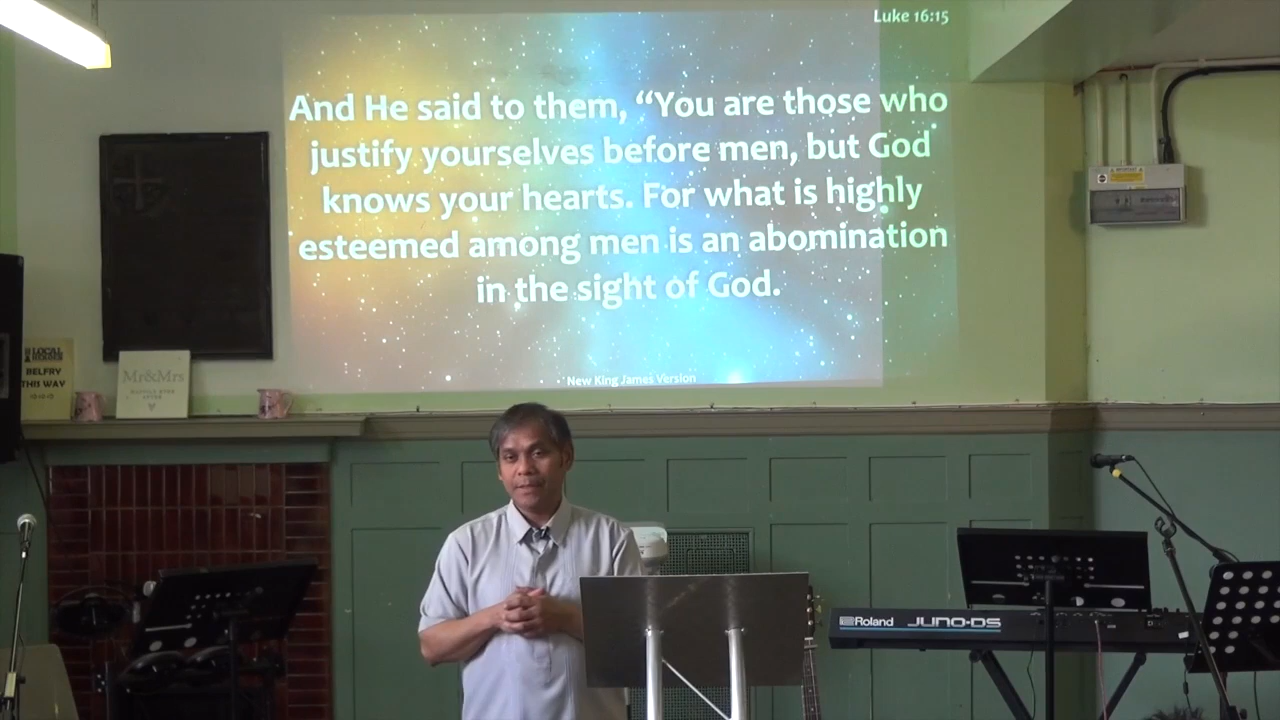 Luke 16:15
And He said to them, “You are those who
justify yourselves before men, but God
knows your hearts. For what is highly
esteemed among men is an abomination
in the sight of God.
New King James Version
LOCAL
BELFRY
THIS WAY
Mr&Mrs
Roland
JUNO-DS